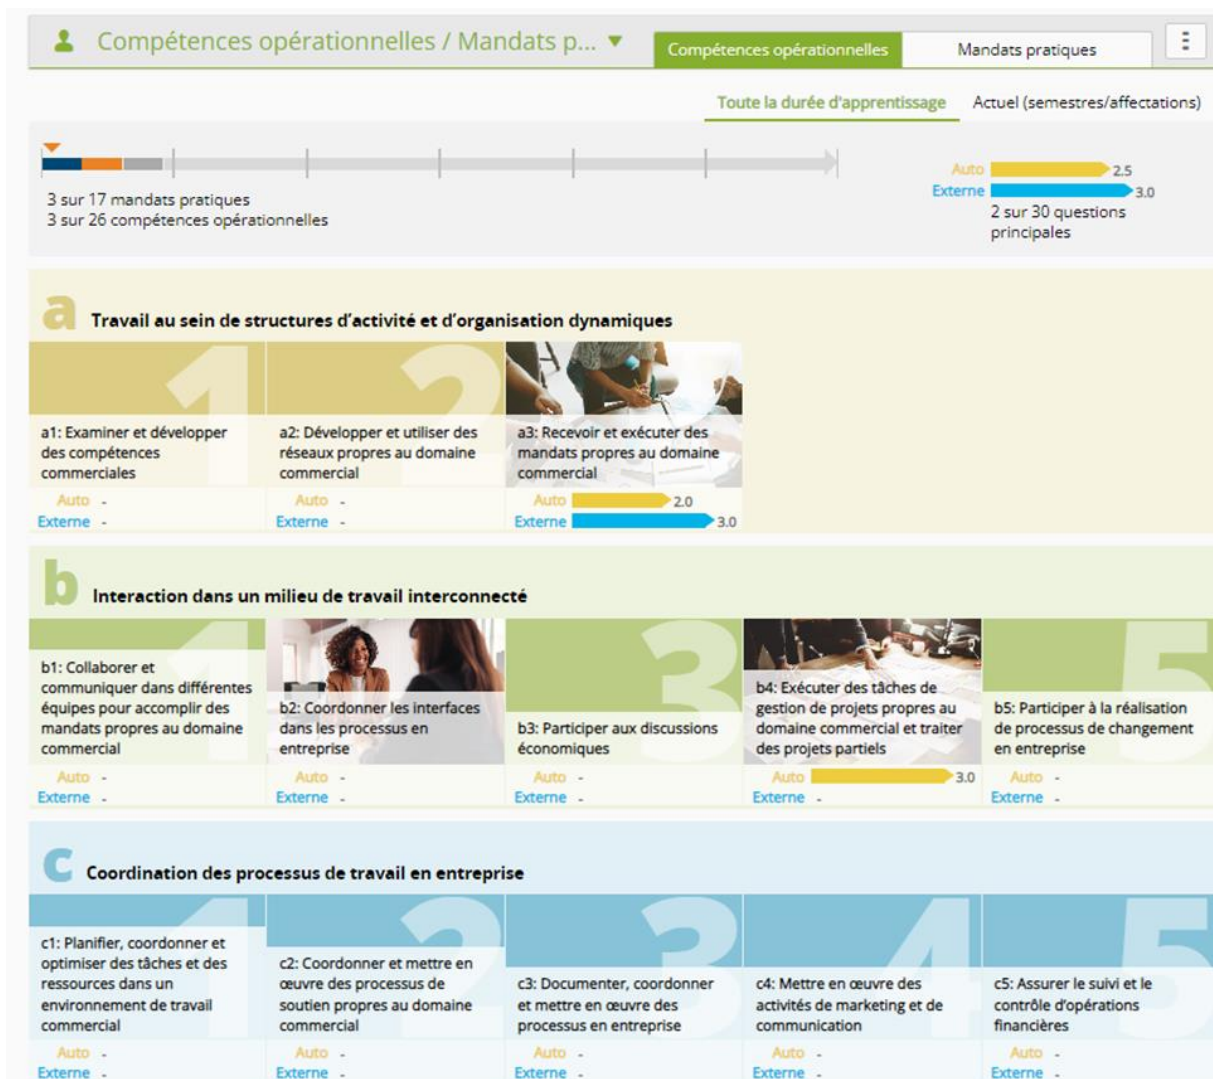 Compétences opérationnelles / Mandats p... ▼
Compétences opérationnelles
Mandats pratiques
Toute la durée d'apprentissage
Actuel (semestres/affectations)
3 sur 17 mandats pratiques
3 sur 26 compétences opérationnelles
Auto 2.5
Externe 3.0
2 sur 30 questions
principales
a Travail au sein de structures d'activité et d'organisation dynamiques
1
a1: Examiner et développer
des compétences
commerciales
Auto -
Externe -
2
a2: Développer et utiliser des
réseaux propres au domaine
commercial
Auto -
Externe -
a3: Recevoir et exécuter des
mandats propres au domaine
commercial
Auto 2.0
Externe 3.0
b Interaction dans un milieu de travail interconnecté
1
b1: Collaborer et
communiquer dans différentes
équipes pour accomplir des
mandats propres au domaine
commercial
Auto -
Externe -
b2: Coordonner les interfaces
dans les processus en
entreprise
Auto -
Externe -
3
b3: Participer aux discussions
économiques
Auto -
Externe -
b4: Exécuter des tâches de
gestion de projets propres au
domaine commercial et traiter
des projets partiels
Auto 3.0
Externe -
5
b5: Participer à la réalisation
de processus de changement
en entreprise
Auto -
Externe -
c Coordination des processus de travail en entreprise
1
c1: Planifier, coordonner et
optimiser des tâches et des
ressources dans un
environnement de travail
commercial
Auto -
Externe -
2
c2: Coordonner et mettre en
œuvre des processus de
soutien propres au domaine
commercial
Auto -
Externe -
3
c3: Documenter, coordonner
et mettre en œuvre des
processus en entreprise
Auto -
Externe -
4
c4: Mettre en œuvre des
activités de marketing et de
communication
Auto -
Externe -
5
c5: Assurer le suivi et le
contrôle d'opérations
financières
Auto -
Externe -